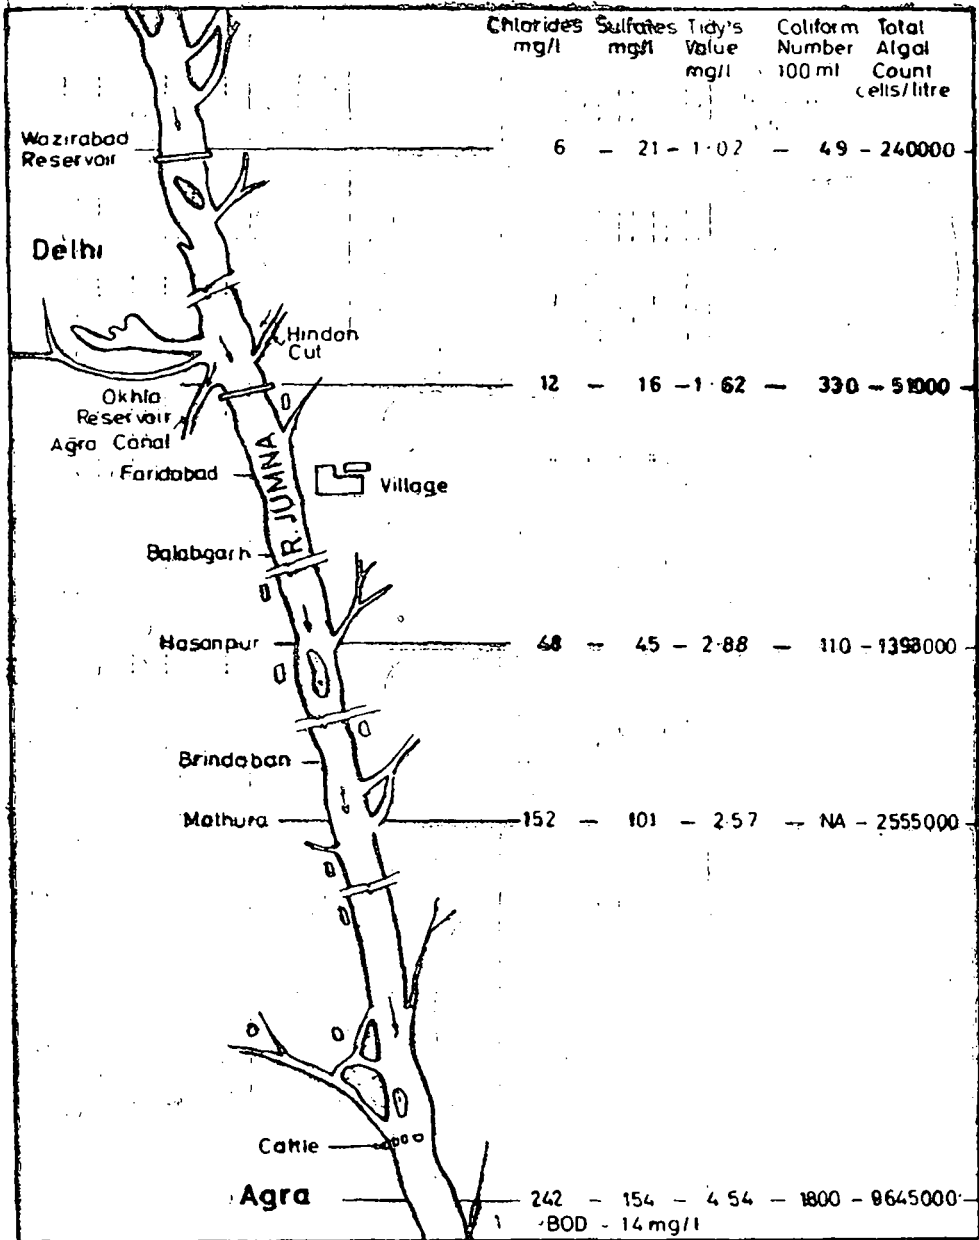 Chlorides Sulfates Tidy's Coliform Total
mg/l mg/l Value Number Algal
mg/l 100 ml Count
cells/litre
Wazirabad
Reservoir
6 - 21 - 1.02 - 49 - 240000
Delhi
Hindon
Cut
12 - 16 - 1.62 - 330 - 51000
Okhla
Reservoir
Agra Canal
Faridabad
R. JUMNA
Village
Balabgarh
Hasanpur
48 - 45 - 2.88 - 110 - 1398000
Brindaban
Mathura
152 - 101 - 2.57 - NA - 2555000
Cattle
Agra
242 - 154 - 4.54 - 1800 - 9645000
BOD - 14 mg/l